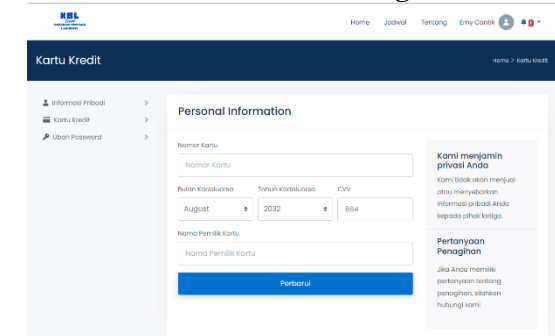 NBL
Home Jadwal Tentang Emy Cantik
Kartu Kredit
Home > Kartu Kredit
Informasi Pribadi >
Kartu Kredit >
Ubah Password >
Personal Information
Nomor Kartu
Nomor Kartu
Bulan Kadaluarsa Tahun Kadaluarsa CVV
August 2032 864
Nama Pemilik Kartu
Nama Pemilik Kartu
Perbarui
Kami menjamin
privasi Anda
Kami tidak akan menjual
atau menyebarkan
informasi pribadi Anda
kepada pihak ketiga.
Pertanyaan
Penagihan
Jika Anda memiliki
pertanyaan tentang
penagihan, silahkan
hubungi kami